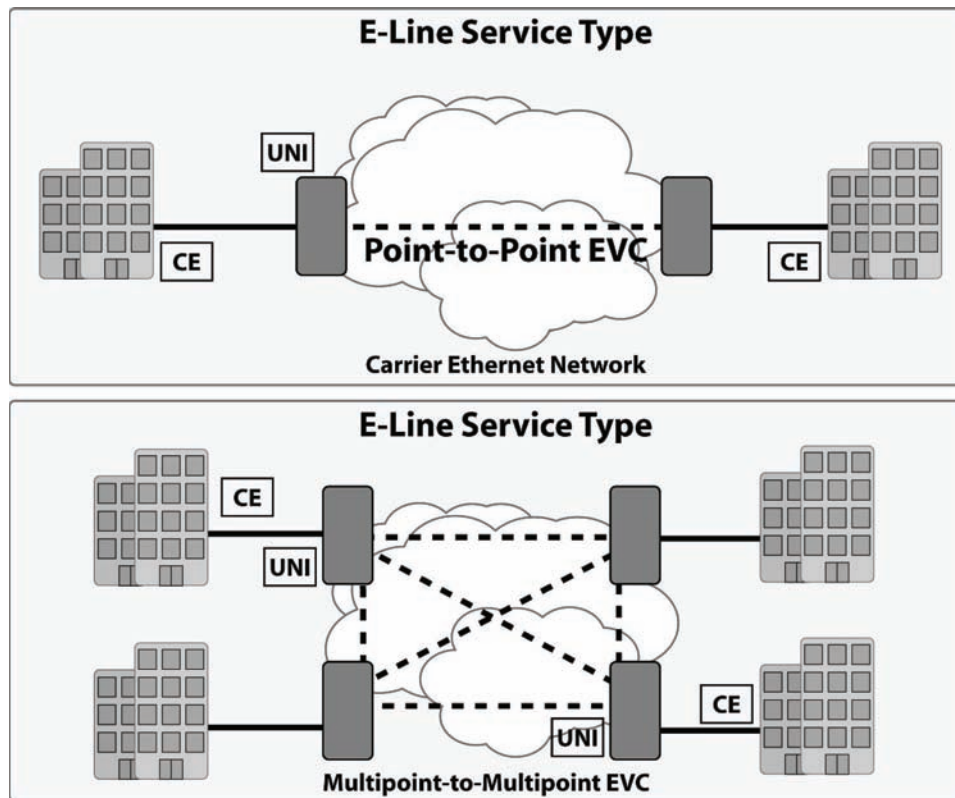 E-Line Service Type
UNI
CE
Point-to-Point EVC
CE
Carrier Ethernet Network
E-Line Service Type
CE
UNI
CE
UNI
Multipoint-to-Multipoint EVC